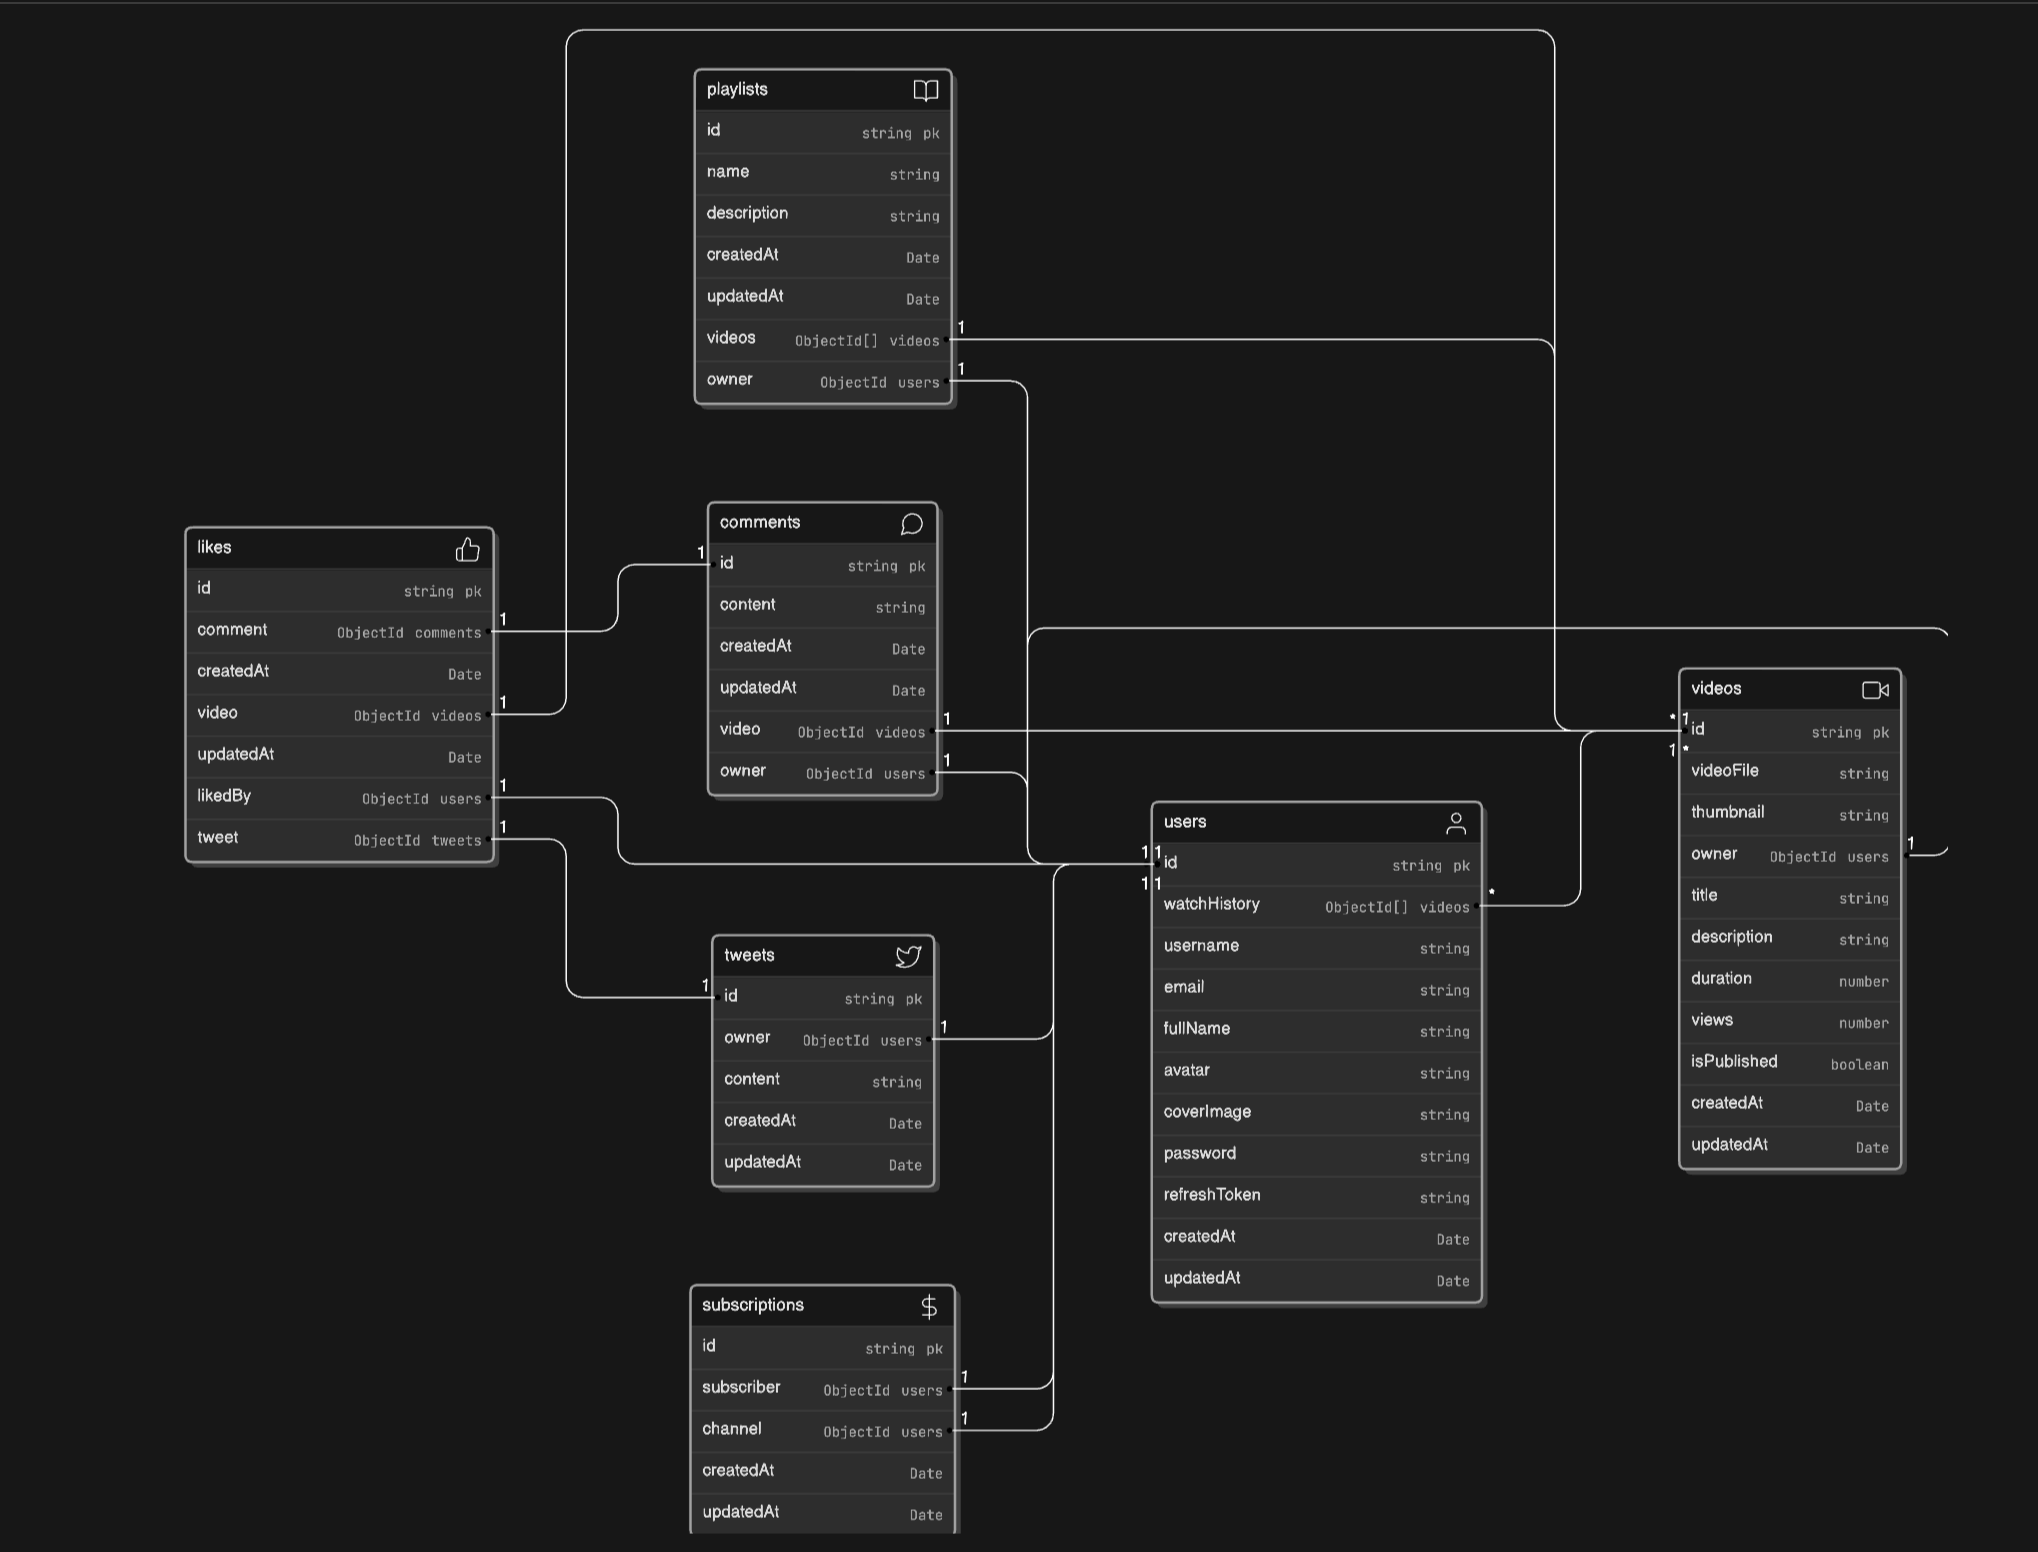 playlists
id string pk
name string
description string
createdAt Date
updatedAt Date
videos ObjectId[] videos 1
owner ObjectId users 1
likes
id string pk
comment ObjectId comments 1
createdAt Date
video ObjectId videos 1
updatedAt Date
likedBy ObjectId users 1
tweet ObjectId tweets 1
comments
1 id string pk
content string
createdAt Date
updatedAt Date
video ObjectId videos 1
owner ObjectId users 1
tweets
1 id string pk
owner ObjectId users 1
content string
createdAt Date
updatedAt Date
subscriptions $
id string pk
subscriber ObjectId users 1
channel ObjectId users 1
createdAt Date
updatedAt Date
users
1 1
id string pk
1 1
watchHistory ObjectId[] videos *
username string
email string
fullName string
avatar string
coverImage string
password string
refreshToken string
createdAt Date
updatedAt Date
videos
* 1
id string pk
1 *
videoFile string
thumbnail string
owner ObjectId users 1
title string
description string
duration number
views number
isPublished boolean
createdAt Date
updatedAt Date